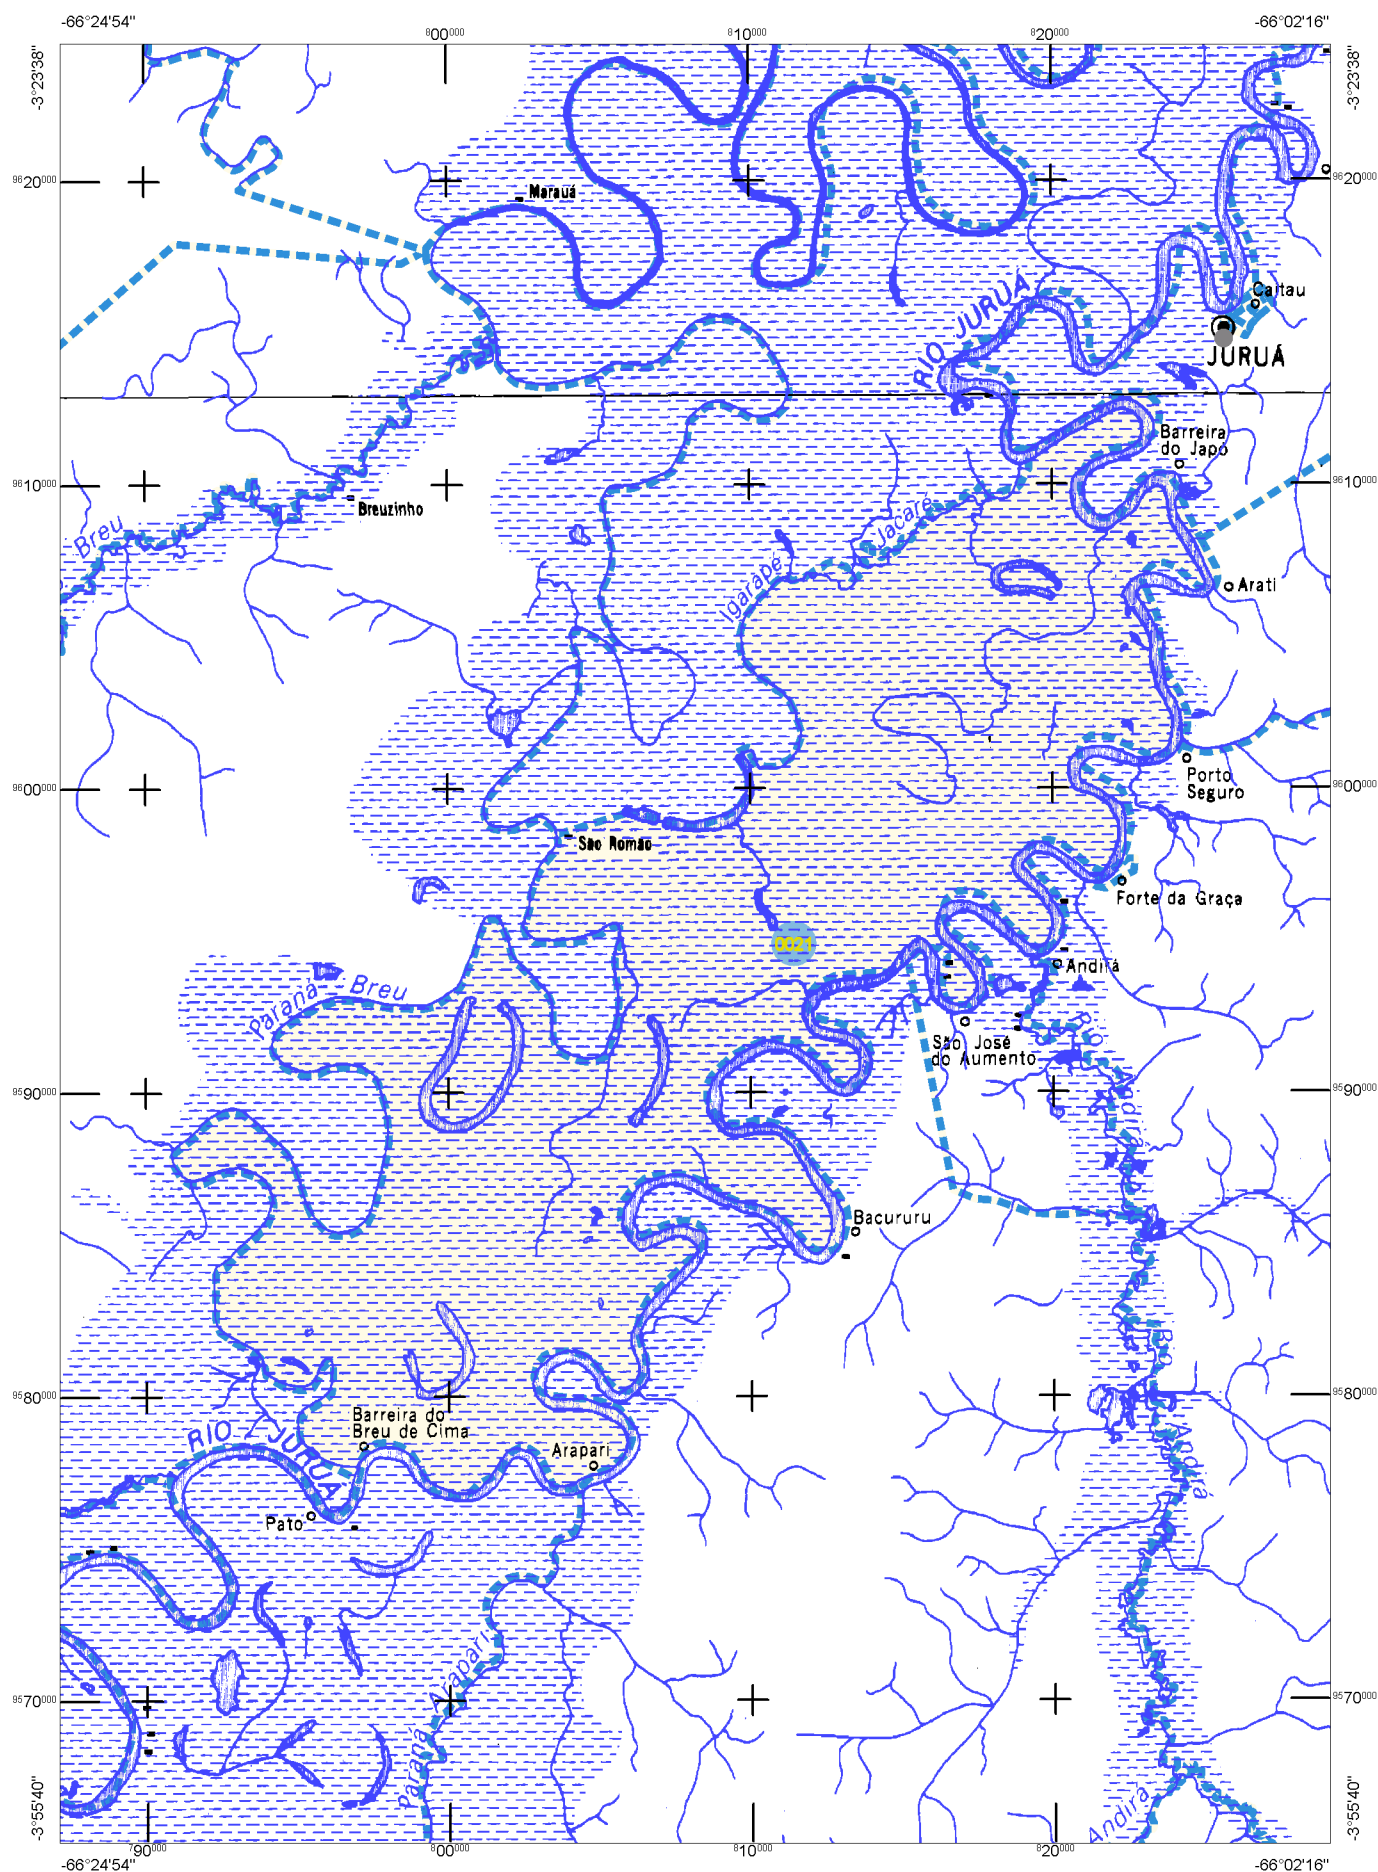 -66°24'54"
-66°02'16"
800000
810000
820000
-3°23'38"
-3°23'38"
9620000
9620000
Marauá
RIO JURUÁ
Caitau
JURUÁ
Barreira
do Japó
9610000
9610000
Breu
Breuzinho
Igarapé Jacaré
Arati
Porto
Seguro
9600000
9600000
São Romão
Forte da Graça
0021
Andirá
Paraná Breu
São José
do Aumento
Rio Andirá
9590000
9590000
Bacururu
Rio Andirá
9580000
9580000
Barreira do
Breu de Cima
RIO JURUÁ
Arapari
Pato
Paraná Arapari
9570000
9570000
Andirá
-3°55'40"
-3°55'40"
790000
800000
810000
820000
-66°24'54"
-66°02'16"